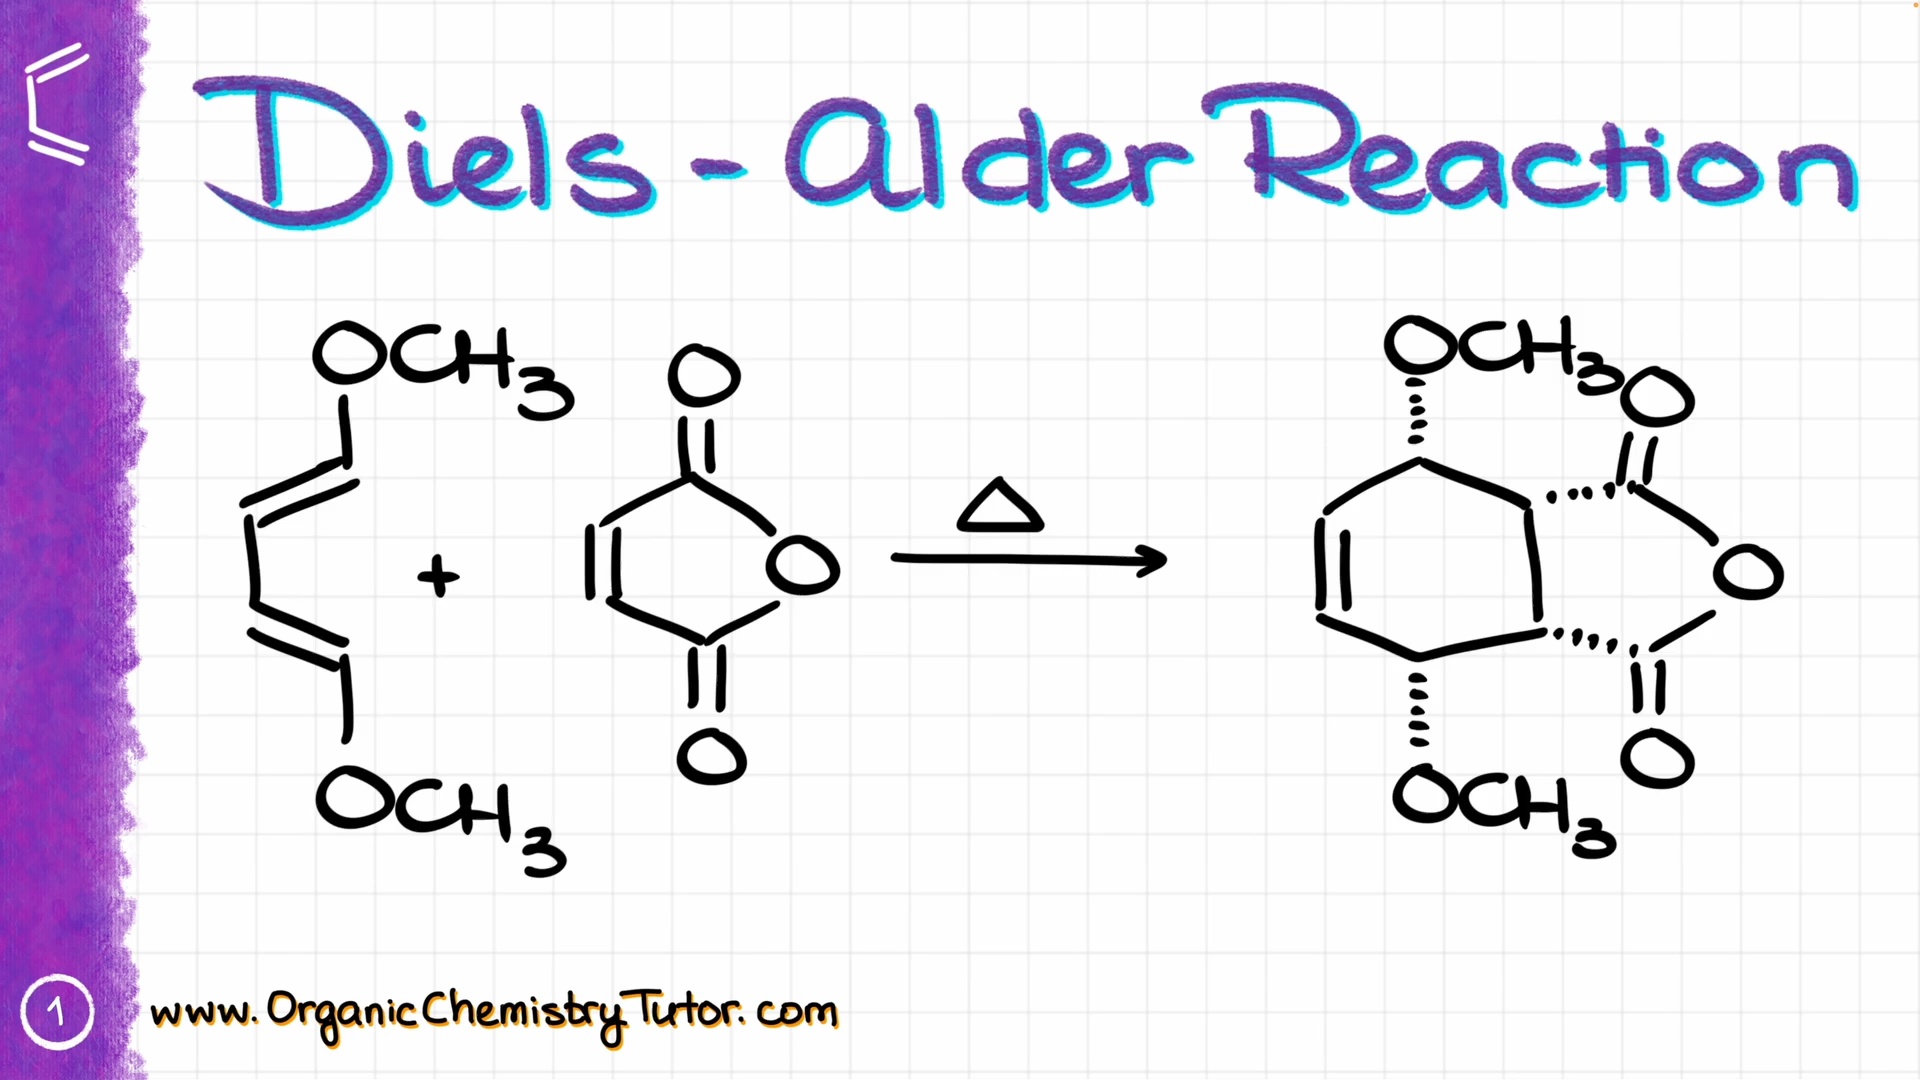 Diels - Alder Reaction
OCH3 O OCH3 O
+ O △ → O
OCH3 O OCH3 O
1 www.OrganicChemistryTutor.com